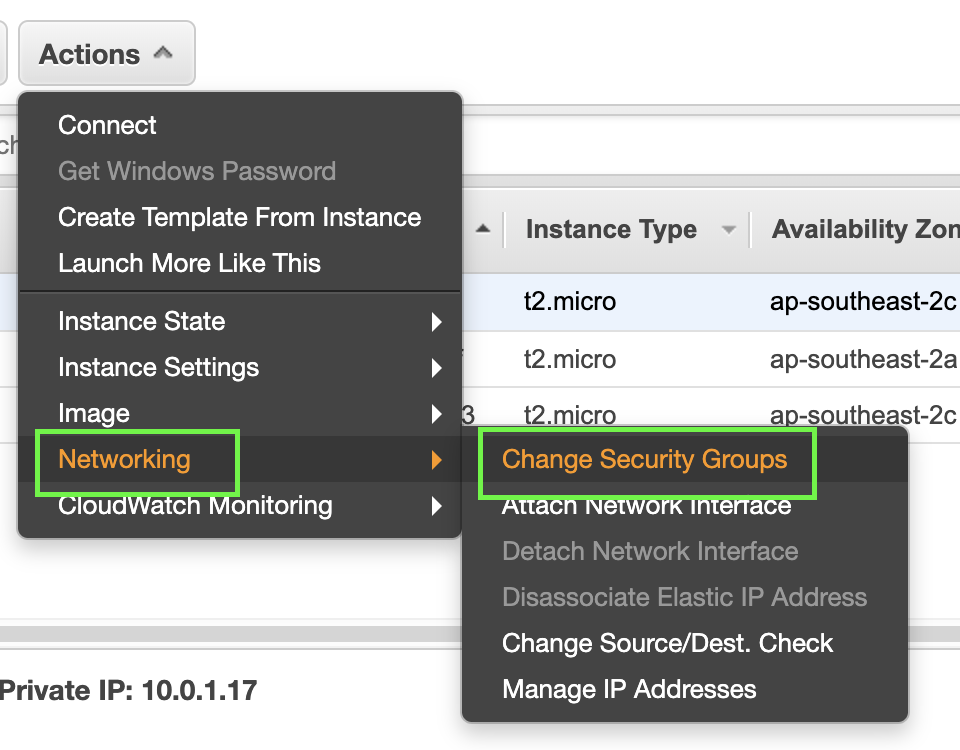 Actions
Connect
Get Windows Password
Create Template From Instance
Launch More Like This
Instance Type
Availability Zon
t2.micro
ap-southeast-2c
Instance State
Instance Settings
t2.micro
ap-southeast-2a
Image
3
t2.micro
ap-southeast-2c
Networking
CloudWatch Monitoring
Change Security Groups
Attach Network Interface
Detach Network Interface
Disassociate Elastic IP Address
Change Source/Dest. Check
Manage IP Addresses
Private IP: 10.0.1.17